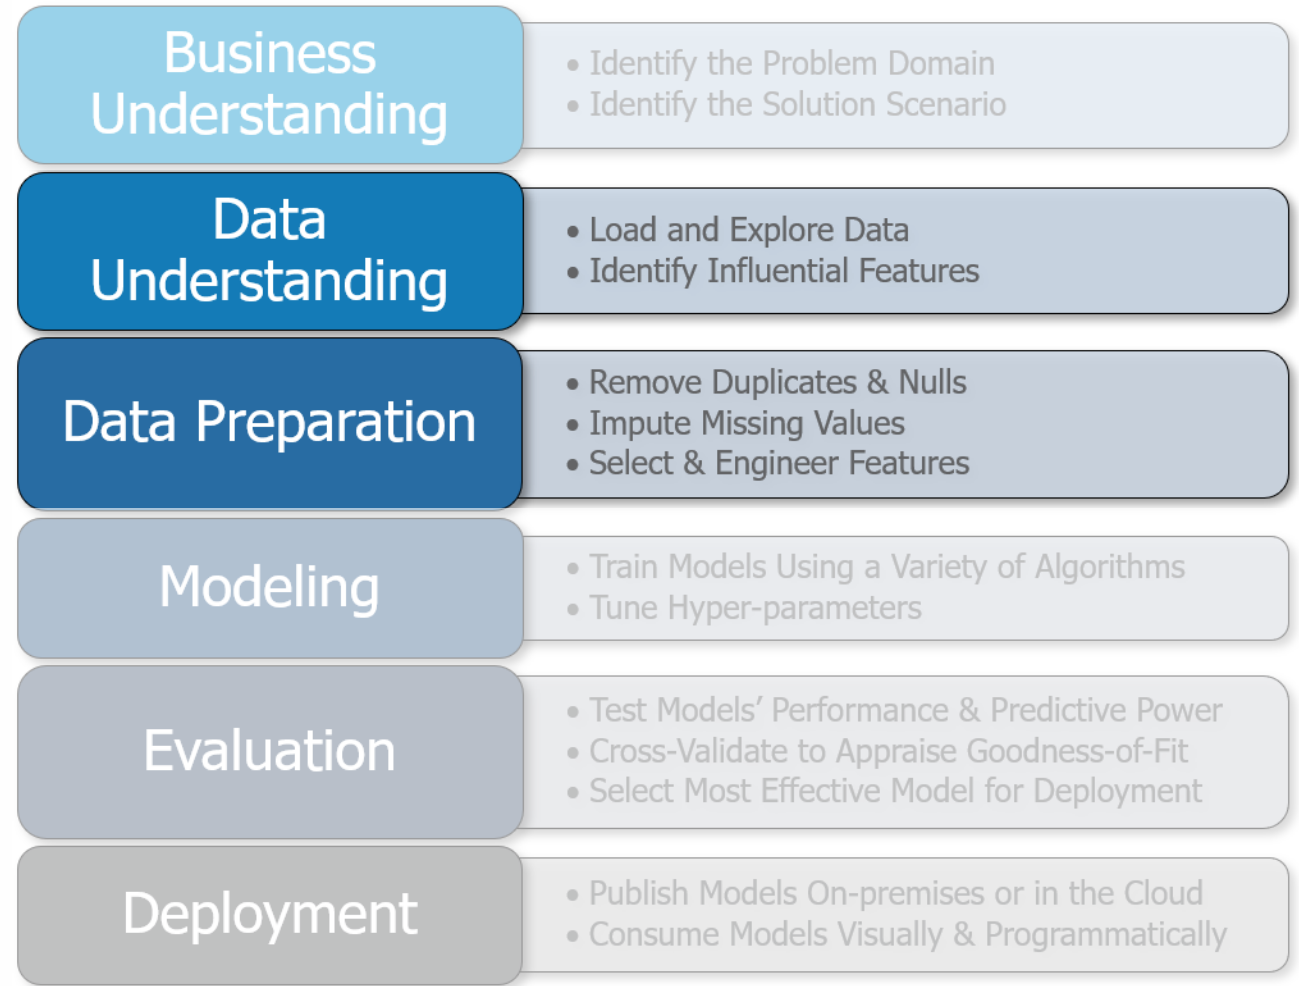 Business
Understanding
• Identify the Problem Domain
• Identify the Solution Scenario
Data
Understanding
• Load and Explore Data
• Identify Influential Features
Data Preparation
• Remove Duplicates & Nulls
• Impute Missing Values
• Select & Engineer Features
Modeling
• Train Models Using a Variety of Algorithms
• Tune Hyper-parameters
Evaluation
• Test Models’ Performance & Predictive Power
• Cross-Validate to Appraise Goodness-of-Fit
• Select Most Effective Model for Deployment
Deployment
• Publish Models On-premises or in the Cloud
• Consume Models Visually & Programmatically